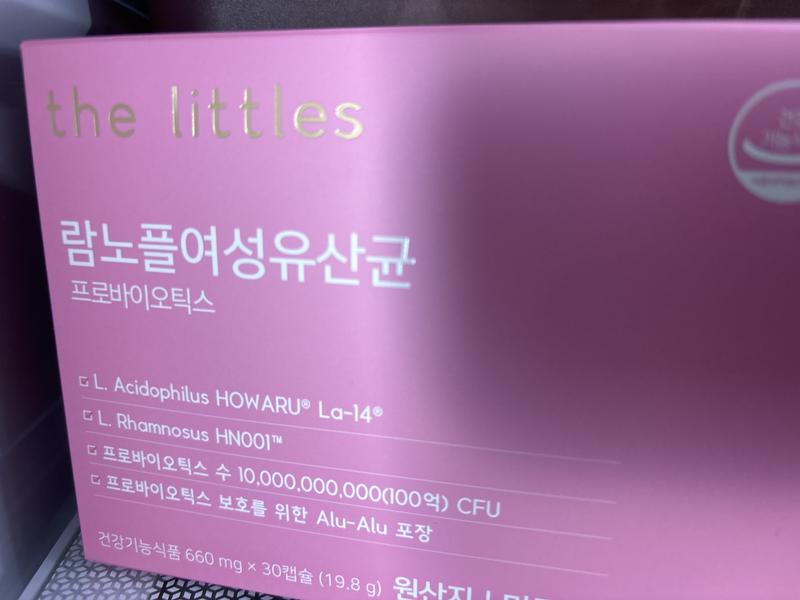 the littles
람노플여성유산균
프로바이오틱스
L. Acidophilus HOWARU® La-14®
L. Rhamnosus HN001™
프로바이오틱스 수 10,000,000,000(100억) CFU
프로바이오틱스 보호를 위한 Alu-Alu 포장
건강기능식품 660 mg × 30캡슐 (19.8 g) 원산지 |